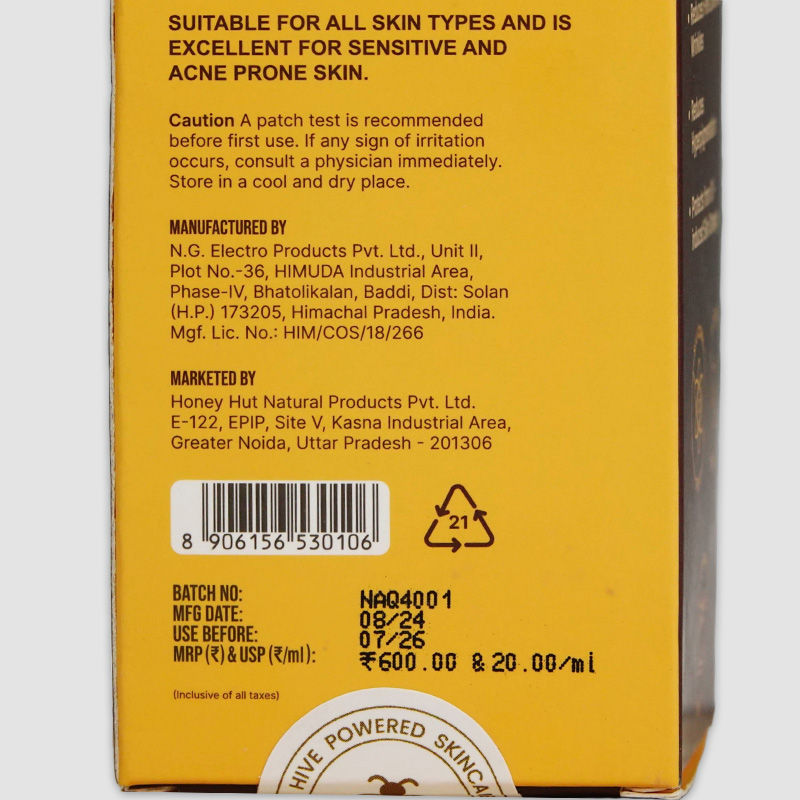 SUITABLE FOR ALL SKIN TYPES AND IS
EXCELLENT FOR SENSITIVE AND
ACNE PRONE SKIN.
Caution A patch test is recommended
before first use. If any sign of irritation
occurs, consult a physician immediately.
Store in a cool and dry place.
MANUFACTURED BY
N.G. Electro Products Pvt. Ltd., Unit II,
Plot No.-36, HIMUDA Industrial Area,
Phase-IV, Bhatolikalan, Baddi, Dist: Solan
(H.P.) 173205, Himachal Pradesh, India.
Mgf. Lic. No.: HIM/COS/18/266
MARKETED BY
Honey Hut Natural Products Pvt. Ltd.
E-122, EPIP, Site V, Kasna Industrial Area,
Greater Noida, Uttar Pradesh - 201306
8 906156 530106
21
BATCH NO: NAQ4001
MFG DATE: 08/24
USE BEFORE: 07/26
MRP (₹) & USP (₹/ml): ₹600.00 & 20.00/ml
(Inclusive of all taxes)
HIVE POWERED SKINCA